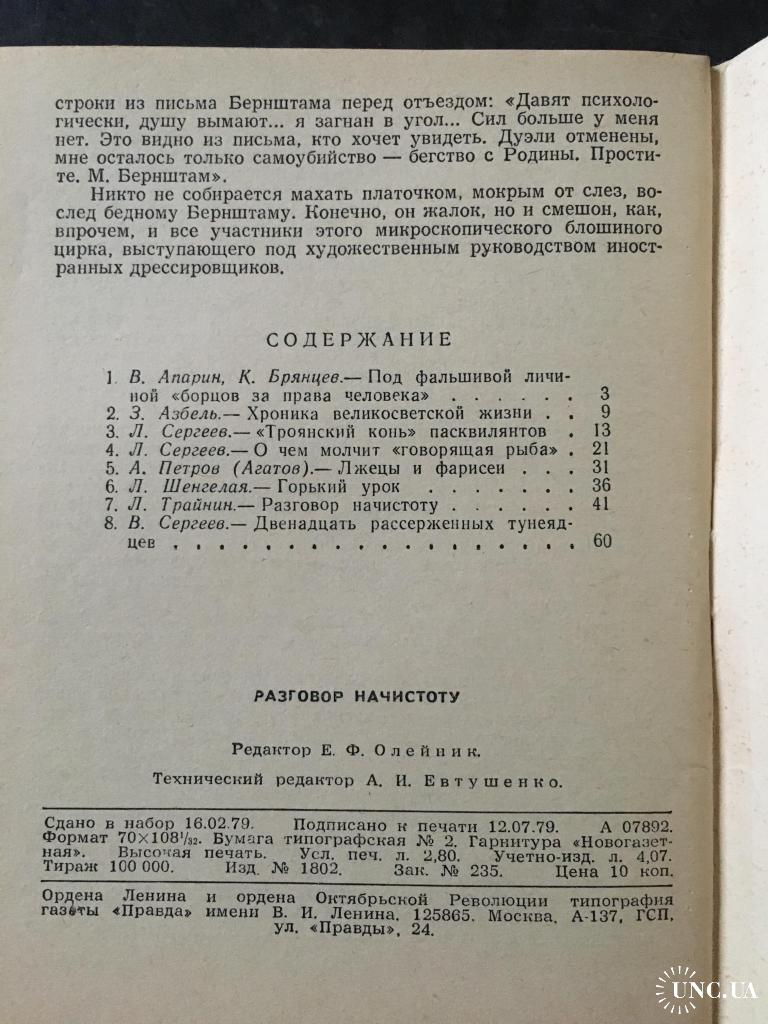 строки из письма Бернштама перед отъездом: «Давят психоло-
гически, душу вымают... я загнан в угол... Сил больше у меня
нет. Это видно из письма, кто хочет увидеть. Дуэли отменены,
мне осталось только самоубийство — бегство с Родины. Прости-
те. М. Бернштам».
Никто не собирается махать платочком, мокрым от слез, во-
след бедному Бернштаму. Конечно, он жалок, но и смешон, как,
впрочем, и все участники этого микроскопического блошиного
цирка, выступающего под художественным руководством иност-
ранных дрессировщиков.
СОДЕРЖАНИЕ
1. В. Апарин, К. Брянцев.— Под фальшивой личи-
ной «борцов за права человека» . . . . . . 3
2. З. Азбель.— Хроника великосветской жизни . . 9
3. Л. Сергеев.— «Троянский конь» пасквилянтов . 13
4. Л. Сергеев.— О чем молчит «говорящая рыба» . 21
5. А. Петров (Агатов).— Лжецы и фарисеи . . . 31
6. Л. Шенгелая.— Горький урок . . . . . . . 36
7. Л. Трайнин.— Разговор начистоту . . . . . . 41
8. В. Сергеев.— Двенадцать рассерженных тунеяд-
цев . . . . . . . . . . . . . . . . . . 60
РАЗГОВОР НАЧИСТОТУ
Редактор Е. Ф. Олейник.
Технический редактор А. И. Евтушенко.
Сдано в набор 16.02.79. Подписано к печати 12.07.79. А 07892.
Формат 70×108¹/₃₂. Бумага типографская № 2. Гарнитура «Новогазет-
ная». Высокая печать. Усл. печ. л. 2,80. Учетно-изд. л. 4,07.
Тираж 100 000. Изд. № 1802. Зак. № 235. Цена 10 коп.
Ордена Ленина и ордена Октябрьской Революции типография
газеты «Правда» имени В. И. Ленина. 125865. Москва, А-137, ГСП,
ул. «Правды», 24.
UNC.UA